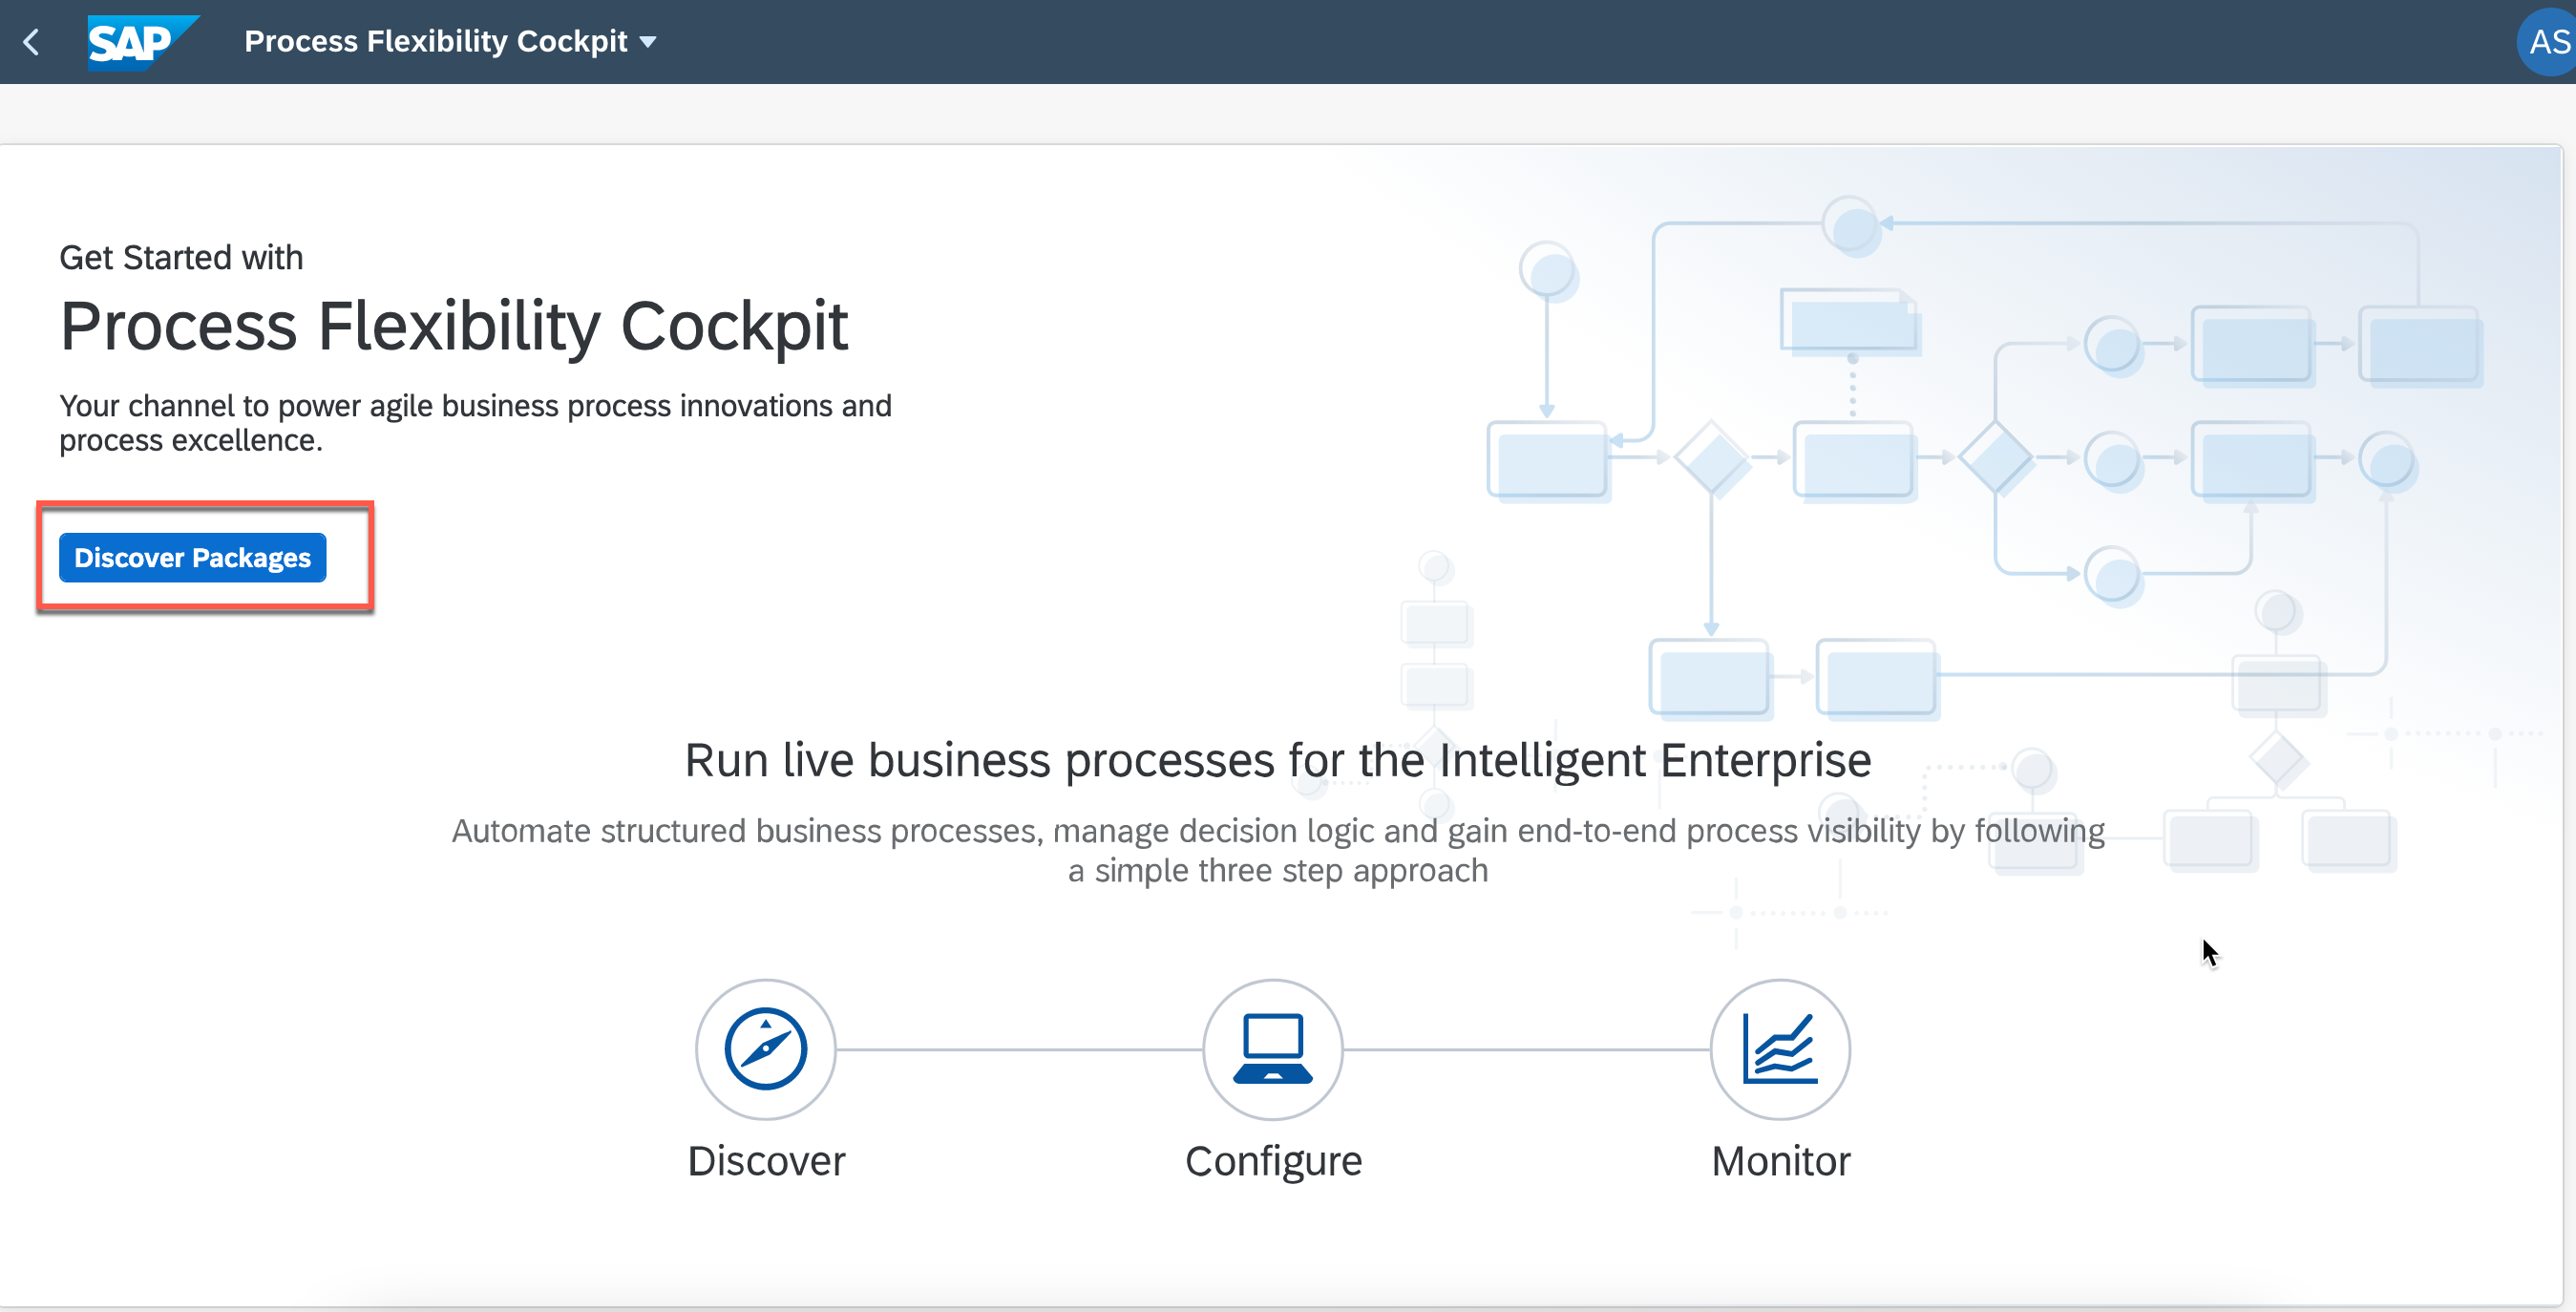 SAP
Process Flexibility Cockpit
AS
Get Started with
Process Flexibility Cockpit
Your channel to power agile business process innovations and
process excellence.
Discover Packages
Run live business processes for the Intelligent Enterprise
Automate structured business processes, manage decision logic and gain end-to-end process visibility by following
a simple three step approach
Discover
Configure
Monitor